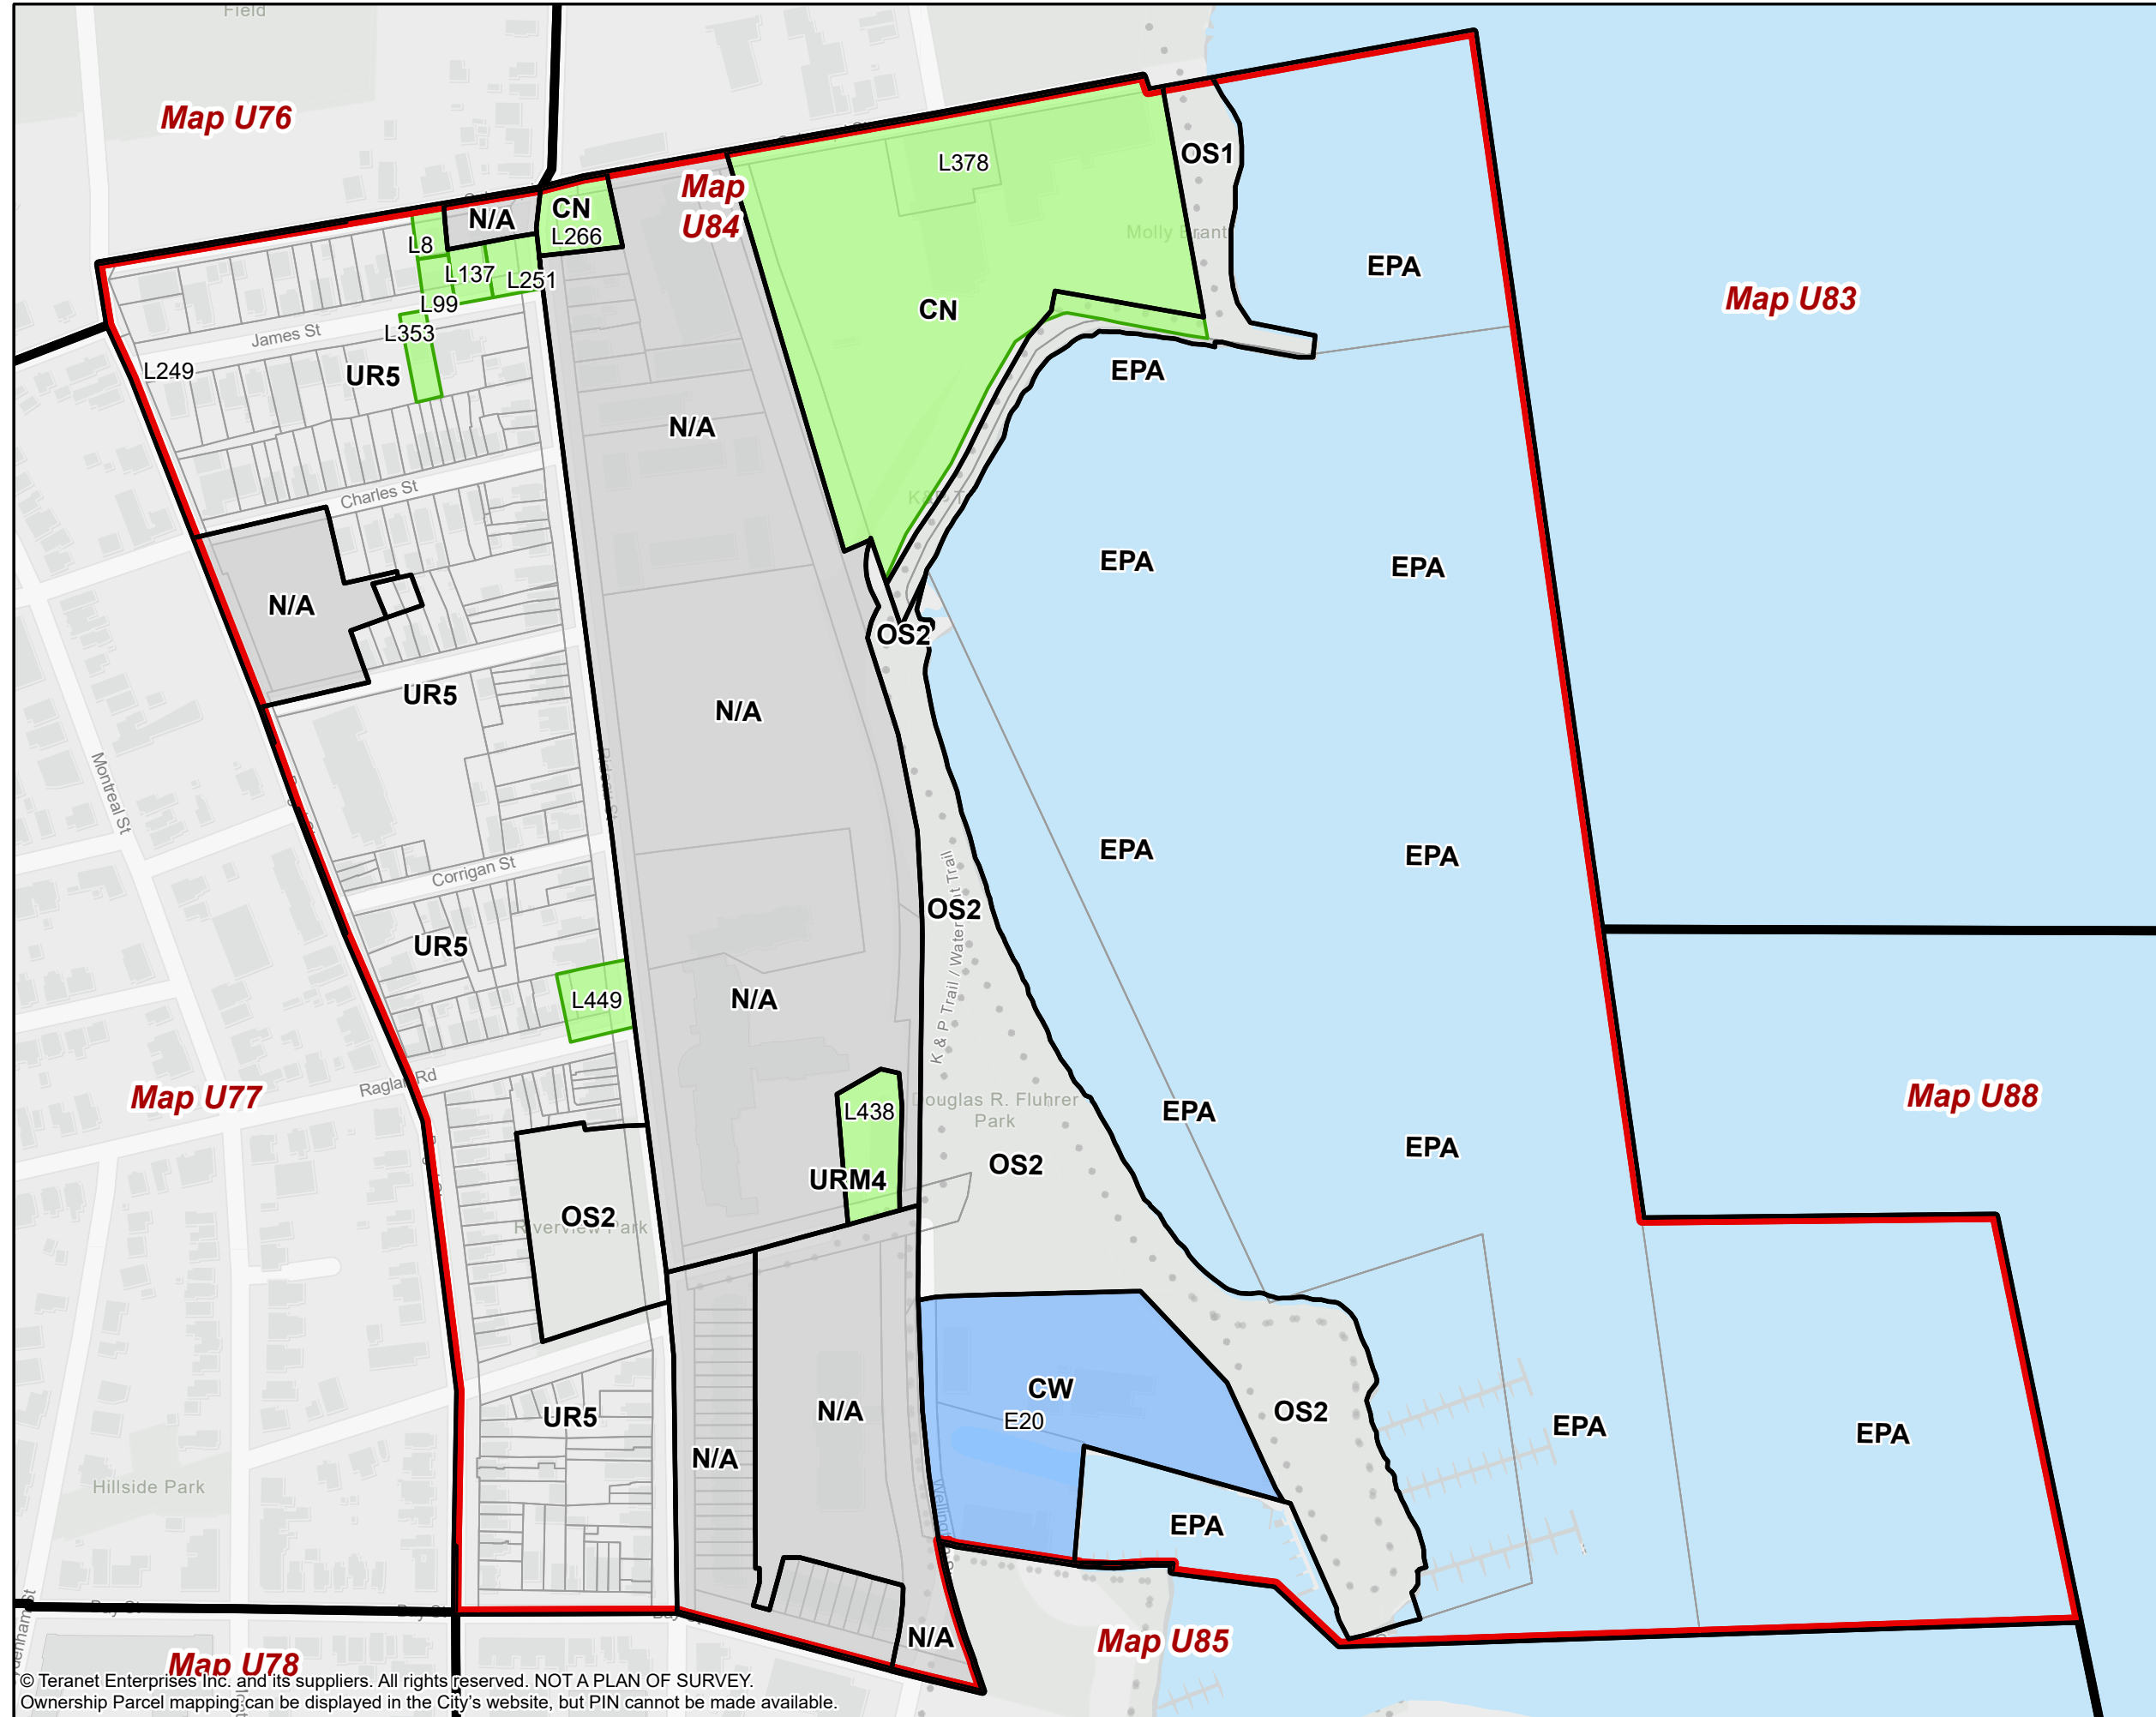 Field
Map U76
Map
U84
OS1
L378
CN
L266
N/A
L8
L137
L251
L99
L353
James St
L249
UR5
Molly Brant
EPA
Map U83
CN
EPA
N/A
Charles St
EPA
EPA
N/A
OS2
UR5
N/A
Montreal St
EPA
EPA
Corrigan St
OS2
K & P Trail / Waterfront Trail
UR5
L449
N/A
Raglan Rd
Map U77
L438
Douglas R. Fluhrer
Park
EPA
Map U88
EPA
URM4
OS2
OS2
Riverview Park
CW
E20
N/A
OS2
UR5
EPA
EPA
N/A
Hillside Park
EPA
N/A
Map U85
Map U78
© Teranet Enterprises Inc. and its suppliers. All rights reserved. NOT A PLAN OF SURVEY.
Ownership Parcel mapping can be displayed in the City's website, but PIN cannot be made available.